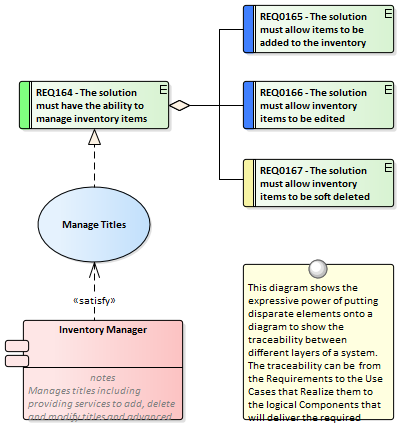 REQ0165 - The solution
must allow items to be
added to the inventory
E
REQ164 - The solution
must have the ability to
manage inventory items
E
REQ0166 - The solution
must allow inventory
items to be edited
E
REQ0167 - The solution
must allow inventory
items to be soft deleted
E
Manage Titles
«satisfy»
Inventory Manager
notes
Manages titles including
providing services to add, delete
and modify titles and advanced
This diagram shows the
expressive power of putting
disparate elements onto a
diagram to show the
traceability between
different layers of a system.
The traceability can be from
the Requirements to the Use
Cases that Realize them to
the logical Components that
will deliver the required